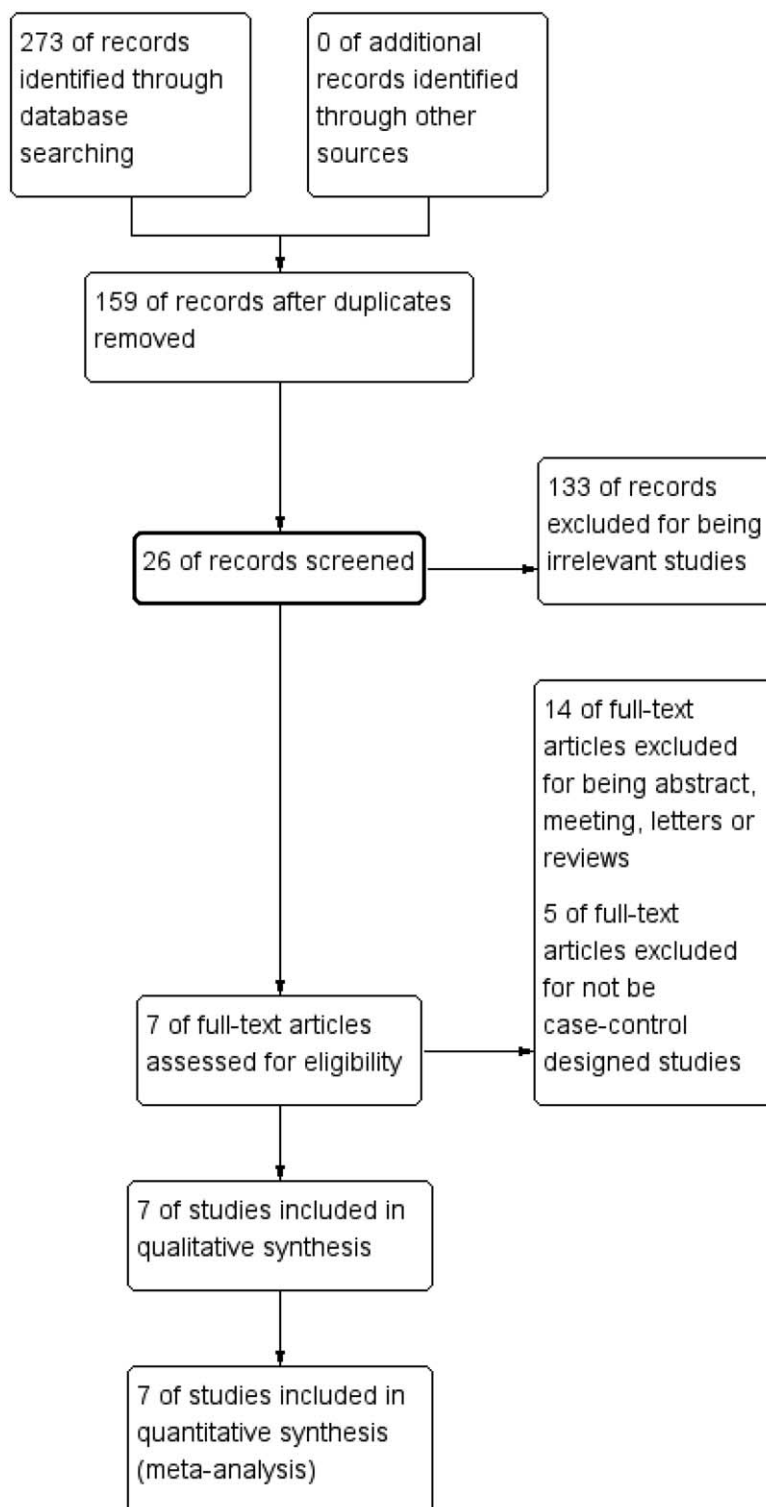 273 of records
identified through
database
searching
0 of additional
records identified
through other
sources
159 of records after duplicates
removed
133 of records
excluded for being
irrelevant studies
26 of records screened
14 of full-text
articles excluded
for being abstract,
meeting, letters or
reviews
5 of full-text
articles excluded
for not be
case-control
designed studies
7 of full-text articles
assessed for eligibility
7 of studies included in
qualitative synthesis
7 of studies included in
quantitative synthesis
(meta-analysis)